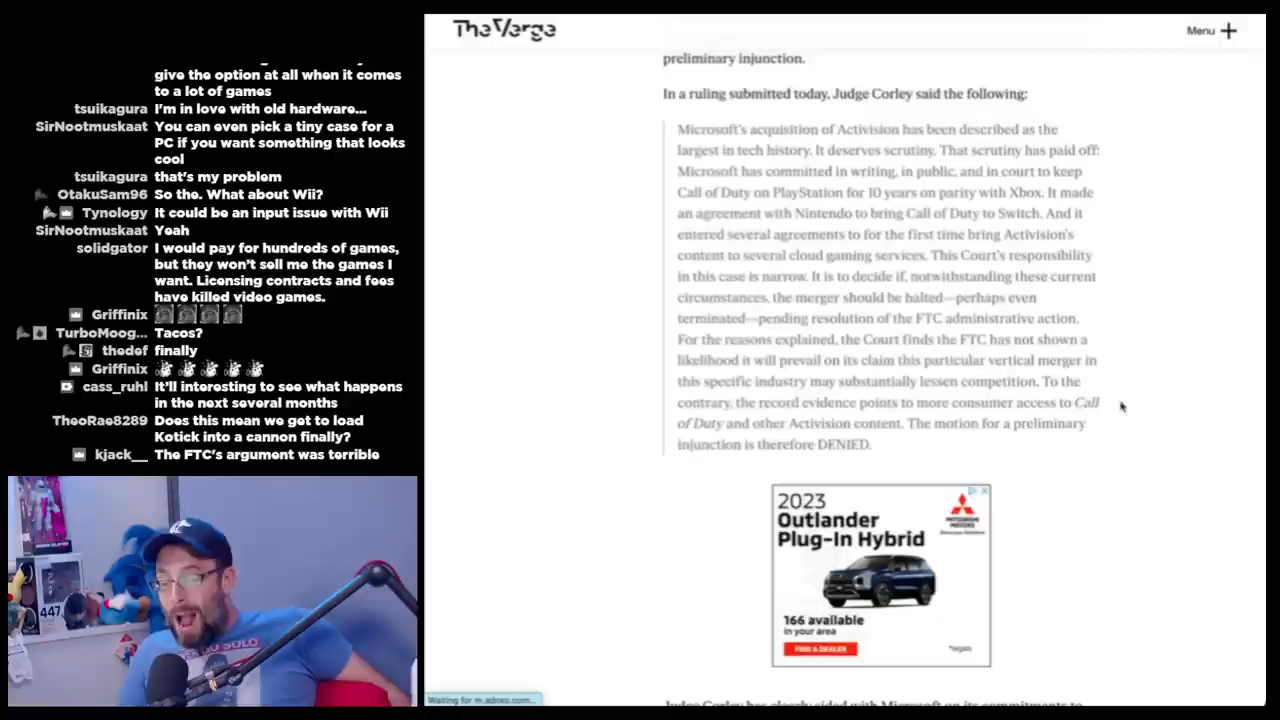 give the option at all when it comes
to a lot of games
tsuikagura I'm in love with old hardware...
SirNootmuskaat You can even pick a tiny case for a
PC if you want something that looks
cool
tsuikagura that's my problem
OtakuSam96 So the. What about Wii?
Tynology It could be an input issue with Wii
SirNootmuskaat Yeah
solidgator I would pay for hundreds of games,
but they won't sell me the games I
want. Licensing contracts and fees
have killed video games.
Griffinix
TurboMoog... Tacos?
thedef finally
Griffinix
cass_ruhl It'll interesting to see what happens
in the next several months
TheoRae8289 Does this mean we get to load
Kotick into a cannon finally?
kjack__ The FTC's argument was terrible
447
SOLO
TheVerge
Menu
preliminary injunction.
In a ruling submitted today, Judge Corley said the following:
Microsoft's acquisition of Activision has been described as the
largest in tech history. It deserves scrutiny. That scrutiny has paid off:
Microsoft has committed in writing, in public, and in court to keep
Call of Duty on PlayStation for 10 years on parity with Xbox. It made
an agreement with Nintendo to bring Call of Duty to Switch. And it
entered several agreements to for the first time bring Activision's
content to several cloud gaming services. This Court's responsibility
in this case is narrow. It is to decide if, notwithstanding these current
circumstances, the merger should be halted—perhaps even
terminated—pending resolution of the FTC administrative action.
For the reasons explained, the Court finds the FTC has not shown a
likelihood it will prevail on its claim this particular vertical merger in
this specific industry may substantially lessen competition. To the
contrary, the record evidence points to more consumer access to Call
of Duty and other Activision content. The motion for a preliminary
injunction is therefore DENIED.
2023
Outlander
Plug-In Hybrid
MITSUBISHI
MOTORS
166 available
in your area
FIND A DEALER
*legals
Judge Corley has clearly sided with Microsoft on its commitments to
Waiting for m.adnxs.com...